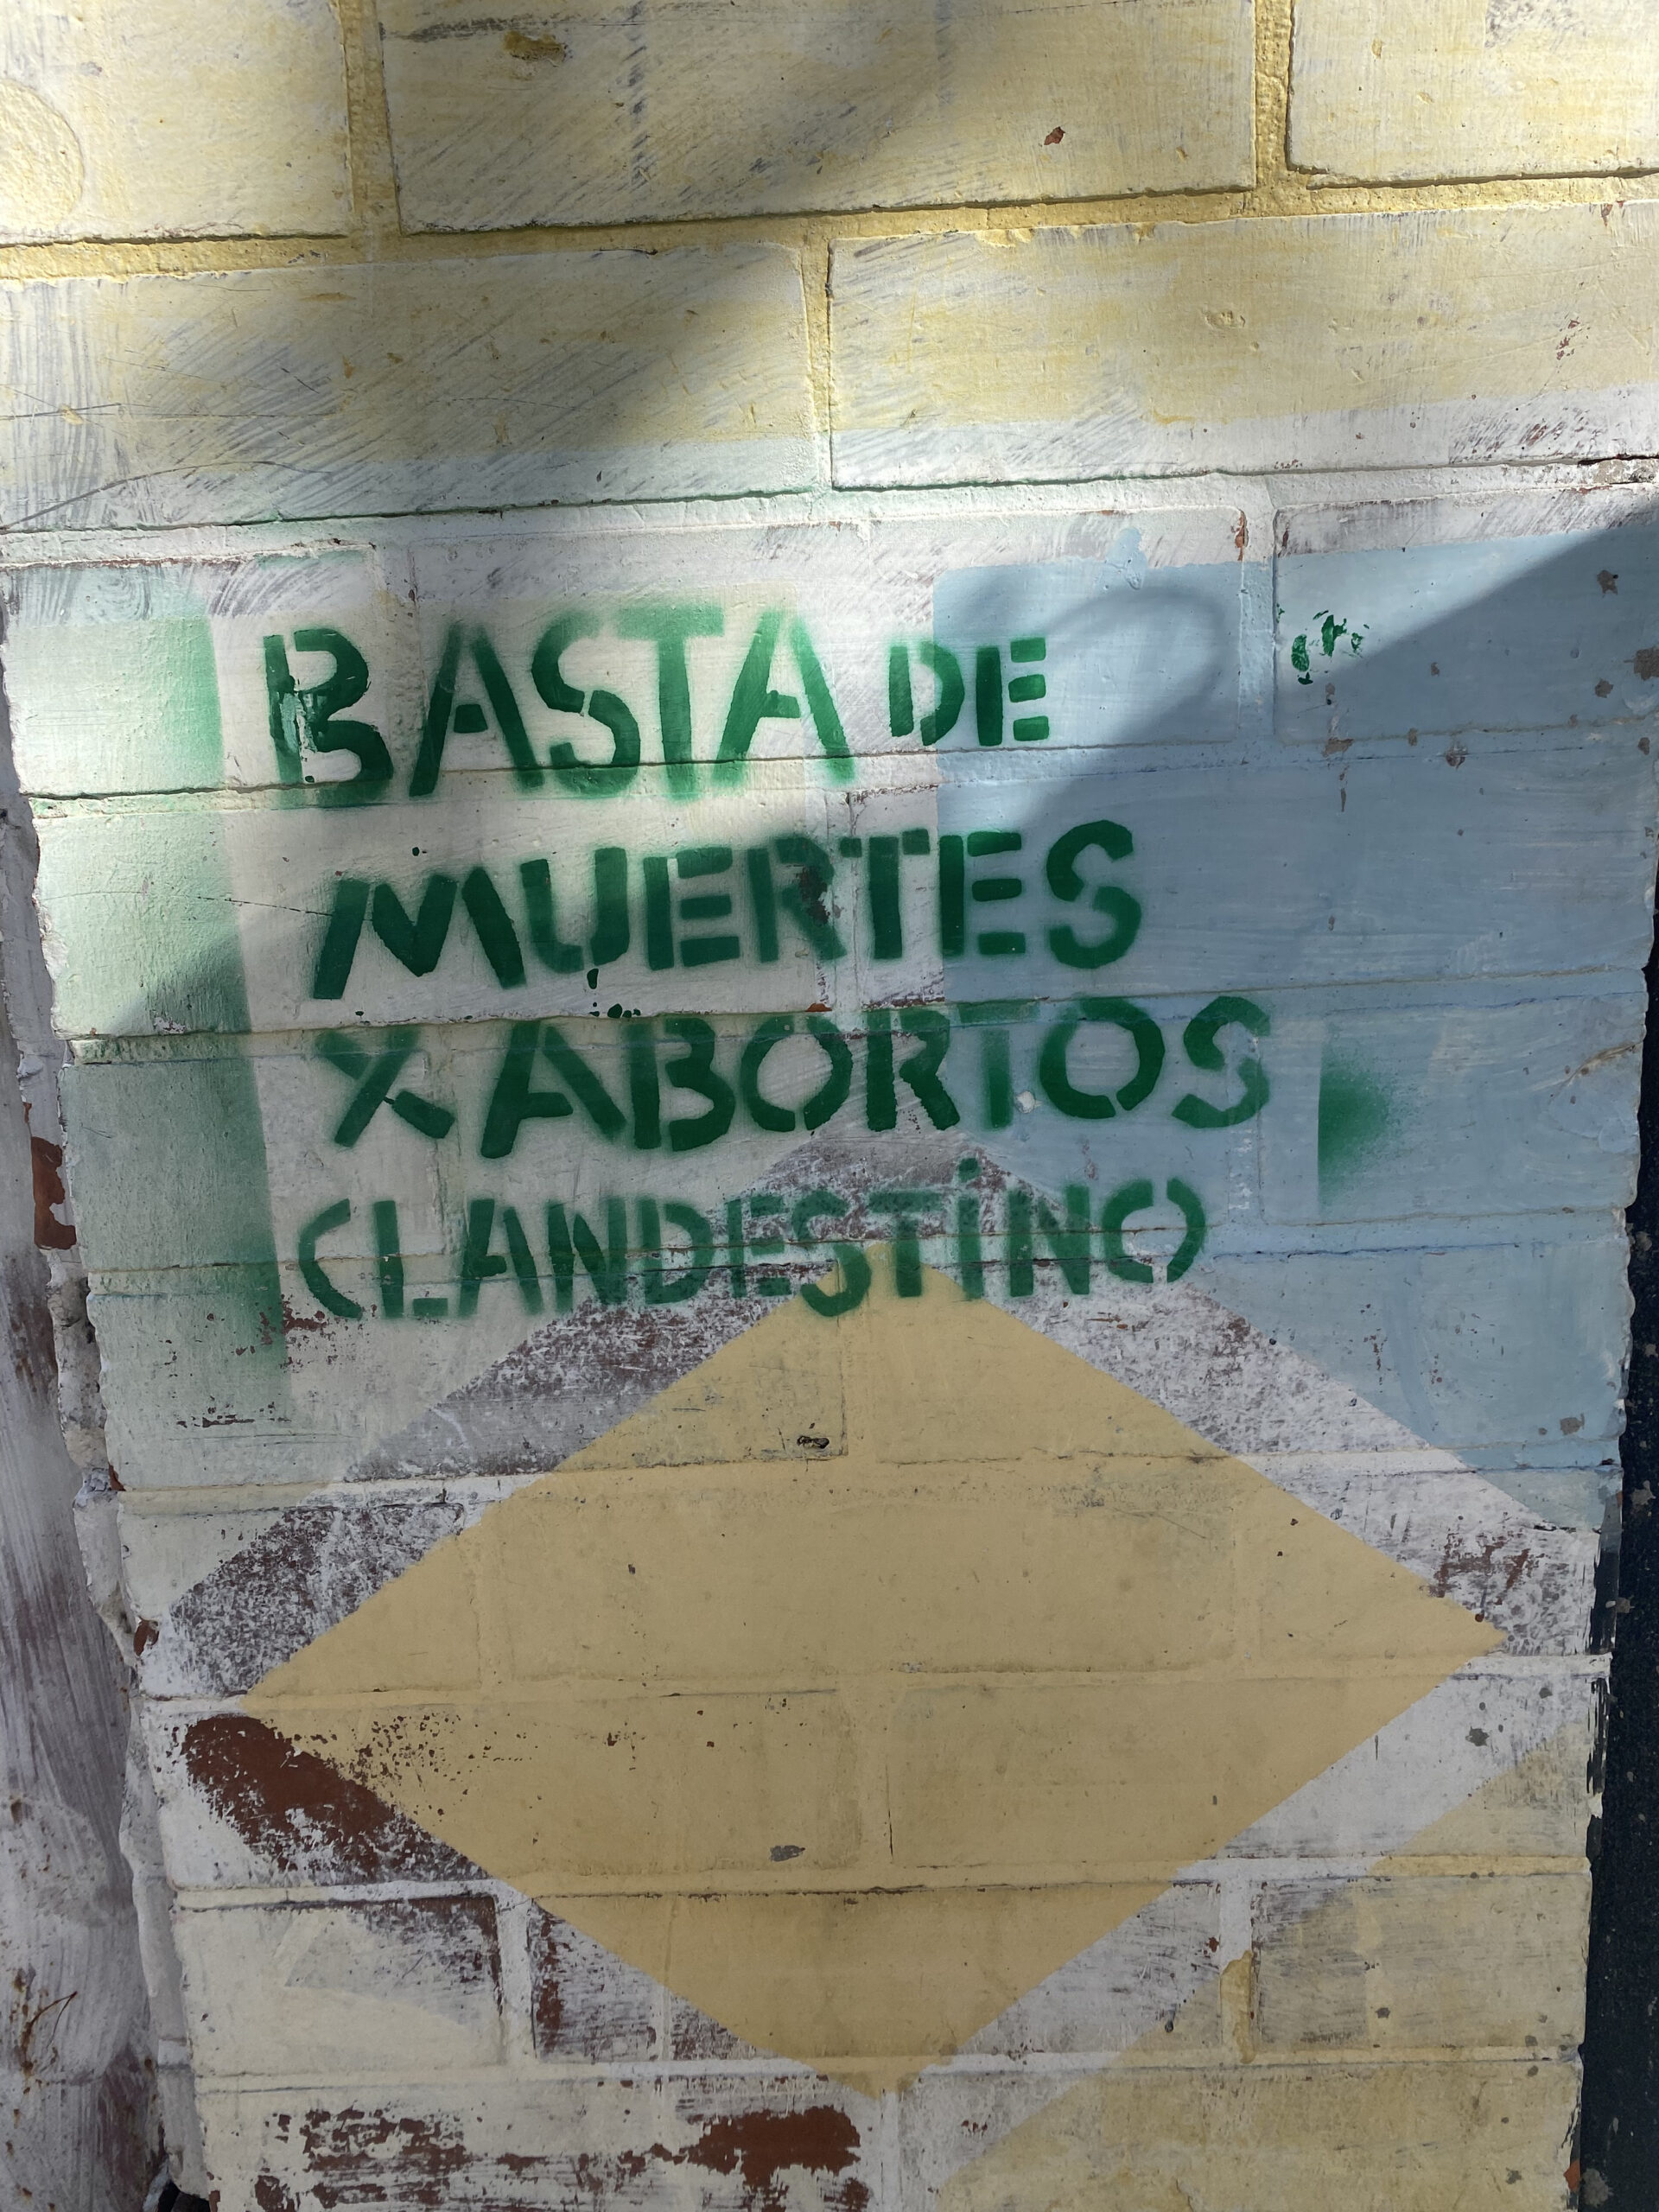 BASTA DE
MUERTES
X ABORTOS
CLANDESTINO